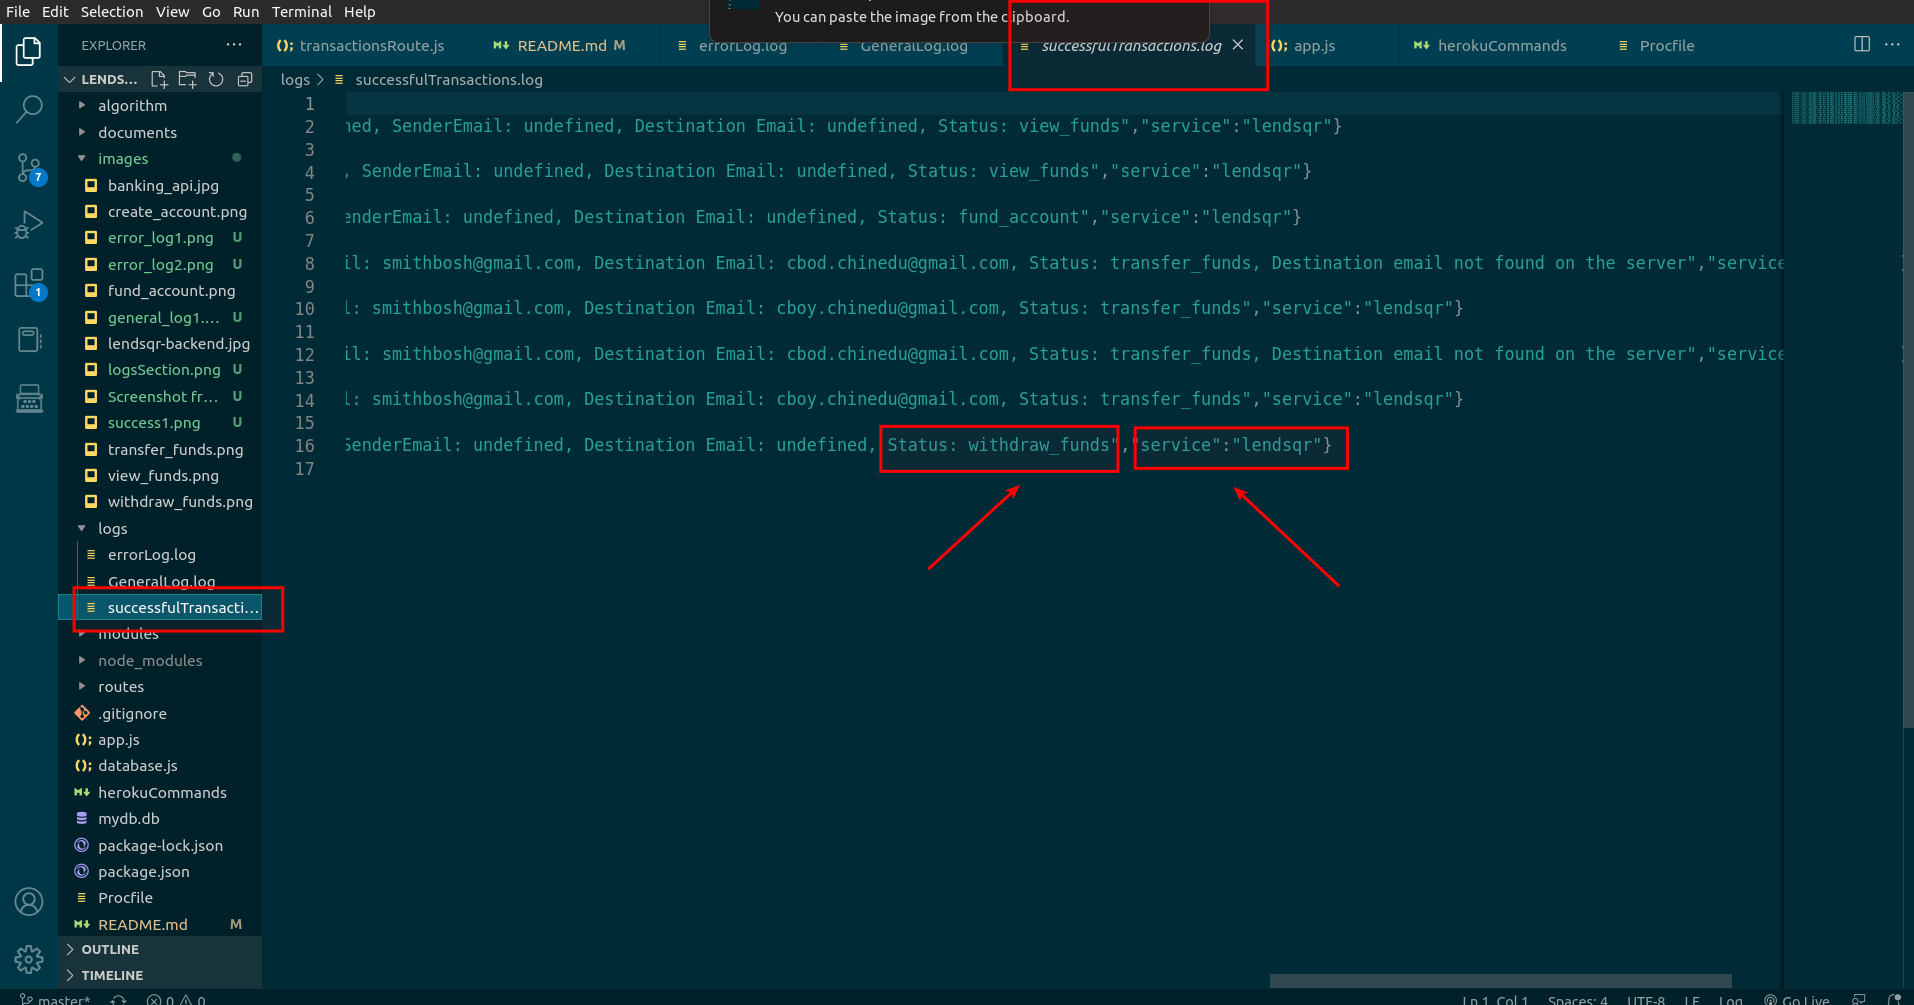 File Edit Selection View Go Run Terminal Help
You can paste the image from the clipboard.
EXPLORER
transactionsRoute.js README.md M errorLog.log GeneralLog.log successfulTransactions.log app.js herokuCommands Procfile
LENDS...
logs > successfulTransactions.log
algorithm
documents
images
banking_api.jpg
create_account.png
error_log1.png U
error_log2.png U
fund_account.png
general_log1.... U
lendsqr-backend.jpg
logsSection.png U
Screenshot fr... U
success1.png U
transfer_funds.png
view_funds.png
withdraw_funds.png
logs
errorLog.log
GeneralLog.log
successfulTransacti...
modules
node_modules
routes
.gitignore
app.js
database.js
herokuCommands
mydb.db
package-lock.json
package.json
Procfile
README.md M
OUTLINE
TIMELINE
7
1
1
2 ned, SenderEmail: undefined, Destination Email: undefined, Status: view_funds","service":"lendsqr"}
3
4 , SenderEmail: undefined, Destination Email: undefined, Status: view_funds","service":"lendsqr"}
5
6 enderEmail: undefined, Destination Email: undefined, Status: fund_account","service":"lendsqr"}
7
8 il: smithbosh@gmail.com, Destination Email: cbod.chinedu@gmail.com, Status: transfer_funds, Destination email not found on the server","service
9
10 l: smithbosh@gmail.com, Destination Email: cboy.chinedu@gmail.com, Status: transfer_funds","service":"lendsqr"}
11
12 il: smithbosh@gmail.com, Destination Email: cbod.chinedu@gmail.com, Status: transfer_funds, Destination email not found on the server","service
13
14 l: smithbosh@gmail.com, Destination Email: cboy.chinedu@gmail.com, Status: transfer_funds","service":"lendsqr"}
15
16 SenderEmail: undefined, Destination Email: undefined, Status: withdraw_funds","service":"lendsqr"}
17
master* 0 0 Ln 1, Col 1 Spaces: 4 UTF-8 LF Log Go Live